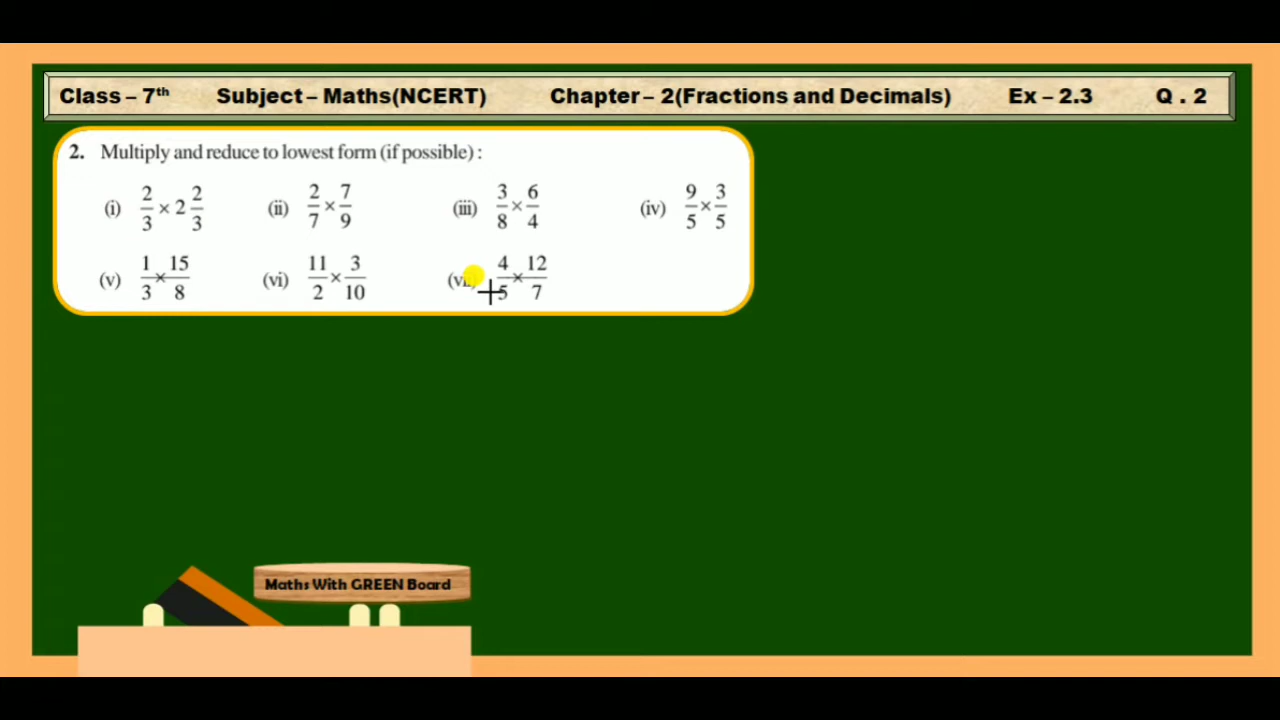 Class – 7th Subject – Maths(NCERT) Chapter – 2(Fractions and Decimals) Ex – 2.3 Q . 2
2. Multiply and reduce to lowest form (if possible) :
(i) 2/3 × 2 2/3 (ii) 2/7 × 7/9 (iii) 3/8 × 6/4 (iv) 9/5 × 3/5
(v) 1/3 × 15/8 (vi) 11/2 × 3/10 4/5 × 12/7
Maths With GREEN Board